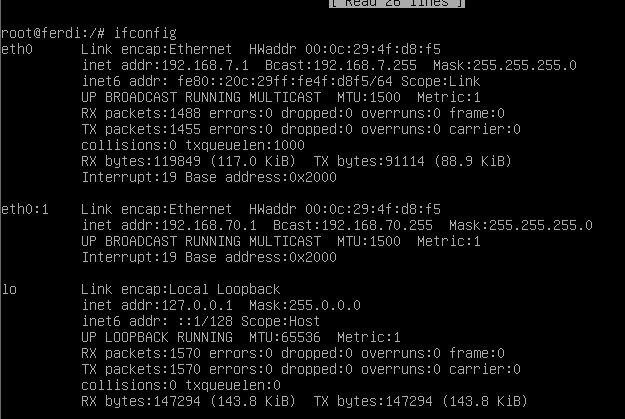 [ Read 26 lines ]
root@ferdi:/# ifconfig
eth0 Link encap:Ethernet HWaddr 00:0c:29:4f:d8:f5
inet addr:192.168.7.1 Bcast:192.168.7.255 Mask:255.255.255.0
inet6 addr: fe80::20c:29ff:fe4f:d8f5/64 Scope:Link
UP BROADCAST RUNNING MULTICAST MTU:1500 Metric:1
RX packets:1488 errors:0 dropped:0 overruns:0 frame:0
TX packets:1455 errors:0 dropped:0 overruns:0 carrier:0
collisions:0 txqueuelen:1000
RX bytes:119849 (117.0 KiB) TX bytes:91114 (88.9 KiB)
Interrupt:19 Base address:0x2000
eth0:1 Link encap:Ethernet HWaddr 00:0c:29:4f:d8:f5
inet addr:192.168.70.1 Bcast:192.168.70.255 Mask:255.255.255.0
UP BROADCAST RUNNING MULTICAST MTU:1500 Metric:1
Interrupt:19 Base address:0x2000
lo Link encap:Local Loopback
inet addr:127.0.0.1 Mask:255.0.0.0
inet6 addr: ::1/128 Scope:Host
UP LOOPBACK RUNNING MTU:65536 Metric:1
RX packets:1570 errors:0 dropped:0 overruns:0 frame:0
TX packets:1570 errors:0 dropped:0 overruns:0 carrier:0
collisions:0 txqueuelen:0
RX bytes:147294 (143.8 KiB) TX bytes:147294 (143.8 KiB)